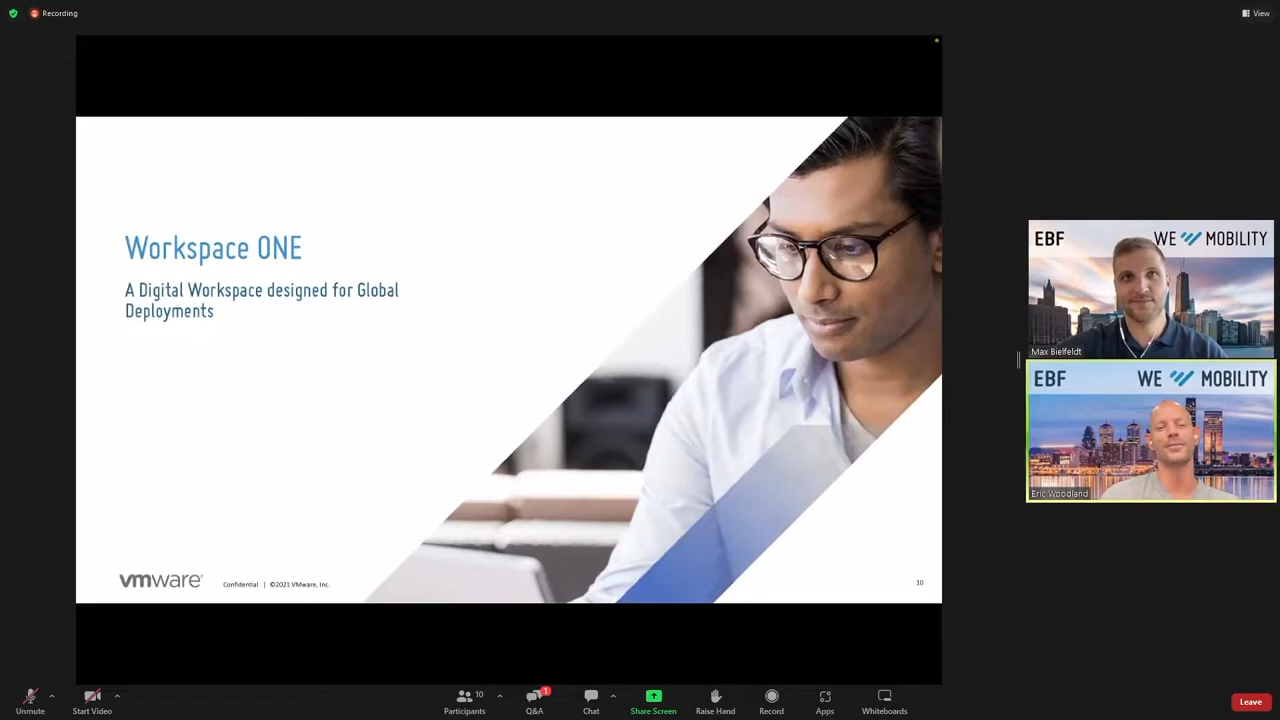 Recording
View
Workspace ONE
A Digital Workspace designed for Global
Deployments
vmware
Confidential | ©2021 VMware, Inc.
10
EBF
WE MOBILITY
Max Bielfeldt
EBF
WE MOBILITY
Eric Woodland
Unmute
Start Video
Participants
10
Q&A
1
Chat
Share Screen
Raise Hand
Record
Apps
Whiteboards
Leave